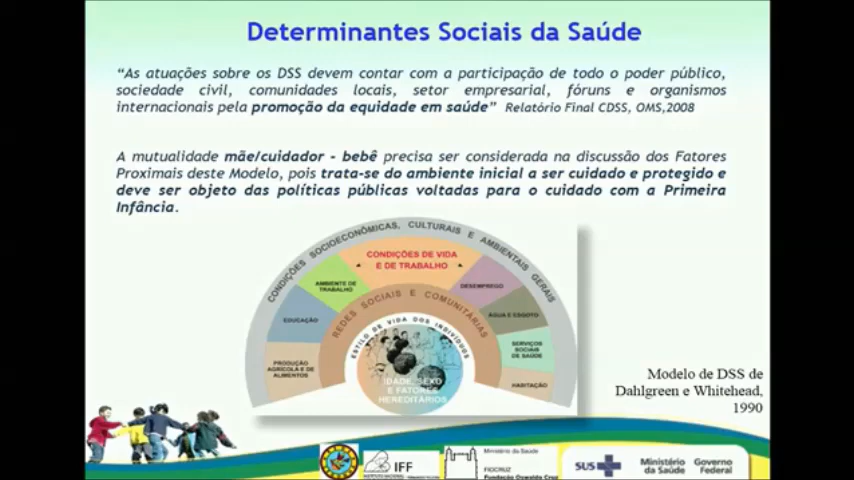 Determinantes Sociais da Saúde
“As atuações sobre os DSS devem contar com a participação de todo o poder público,
sociedade civil, comunidades locais, setor empresarial, fóruns e organismos
internacionais pela promoção da equidade em saúde” Relatório Final CDSS, OMS,2008
A mutualidade mãe/cuidador - bebê precisa ser considerada na discussão dos Fatores
Proximais deste Modelo, pois trata-se do ambiente inicial a ser cuidado e protegido e
deve ser objeto das políticas públicas voltadas para o cuidado com a Primeira
Infância.
CONDIÇÕES SOCIOECONÔMICAS, CULTURAIS E AMBIENTAIS GERAIS
CONDIÇÕES DE VIDA
E DE TRABALHO
AMBIENTE DE
TRABALHO
DESEMPREGO
REDES SOCIAIS E COMUNITÁRIAS
EDUCAÇÃO
ÁGUA E ESGOTO
ESTILO DE VIDA DOS INDIVÍDUOS
SERVIÇOS
SOCIAIS
DE SAÚDE
PRODUÇÃO
AGRÍCOLA E DE
ALIMENTOS
HABITAÇÃO
IDADE, SEXO
E FATORES
HEREDITÁRIOS
Modelo de DSS de
Dahlgreen e Whitehead,
1990
IFF
Ministério da Saúde
FIOCRUZ
Fundação Oswaldo Cruz
SUS
Ministério
da Saúde
Governo
Federal